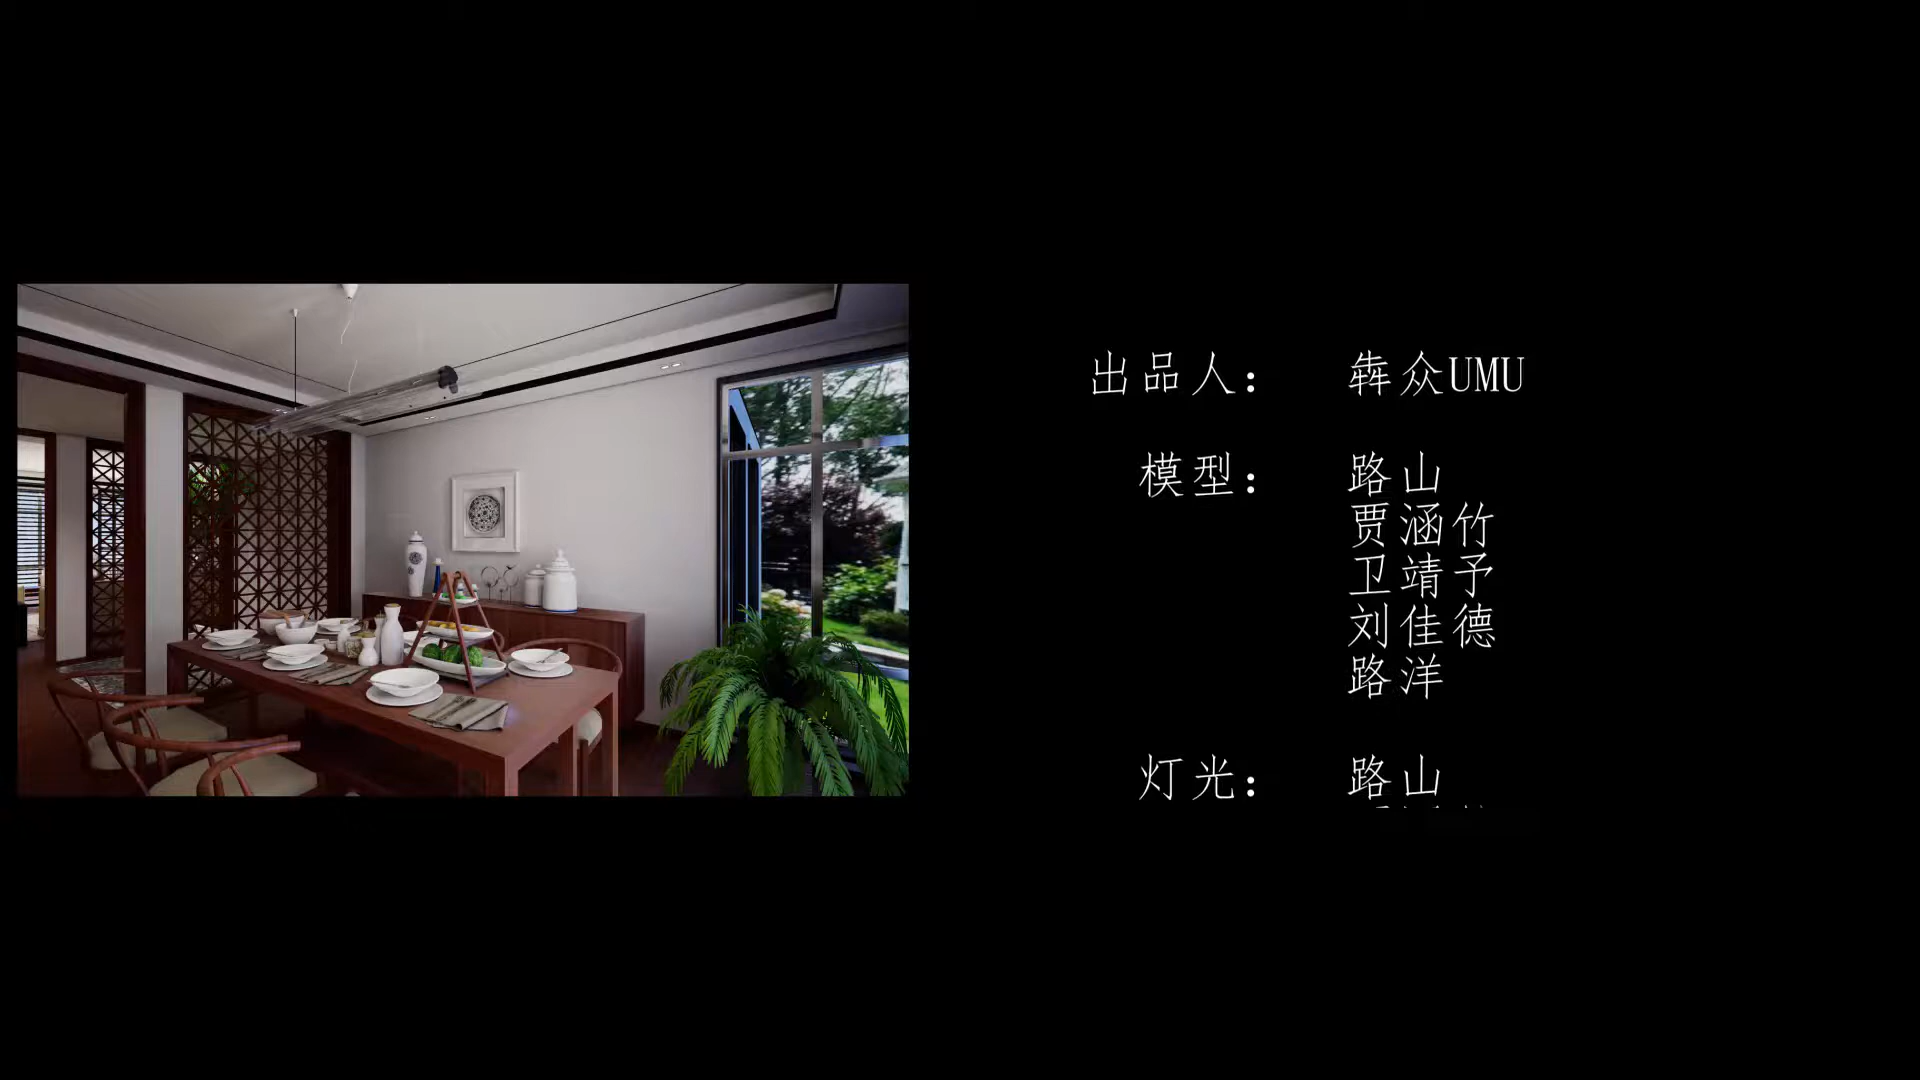 出品人： 犇众UMU
模型： 路山
贾涵竹
卫靖予
刘佳德
路洋
灯光： 路山